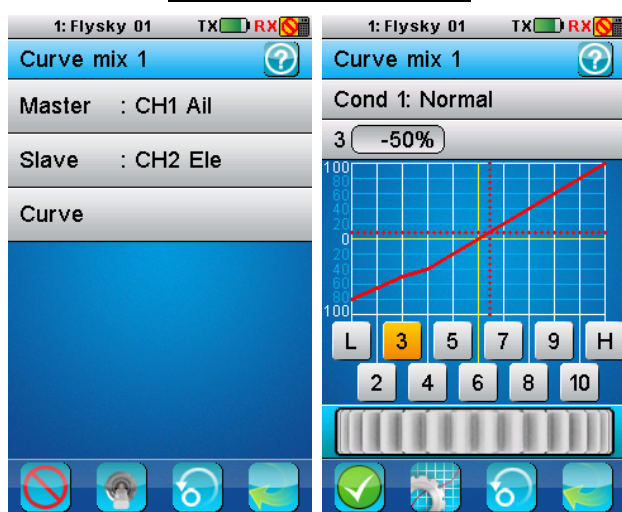 1: Flysky 01 TX RX
Curve mix 1 ?
Master : CH1 Ail
Slave : CH2 Ele
Curve
1: Flysky 01 TX RX
Curve mix 1 ?
Cond 1: Normal
3 -50%
100
80
60
40
20
0
20
40
60
80
100
L 3 5 7 9 H
2 4 6 8 10